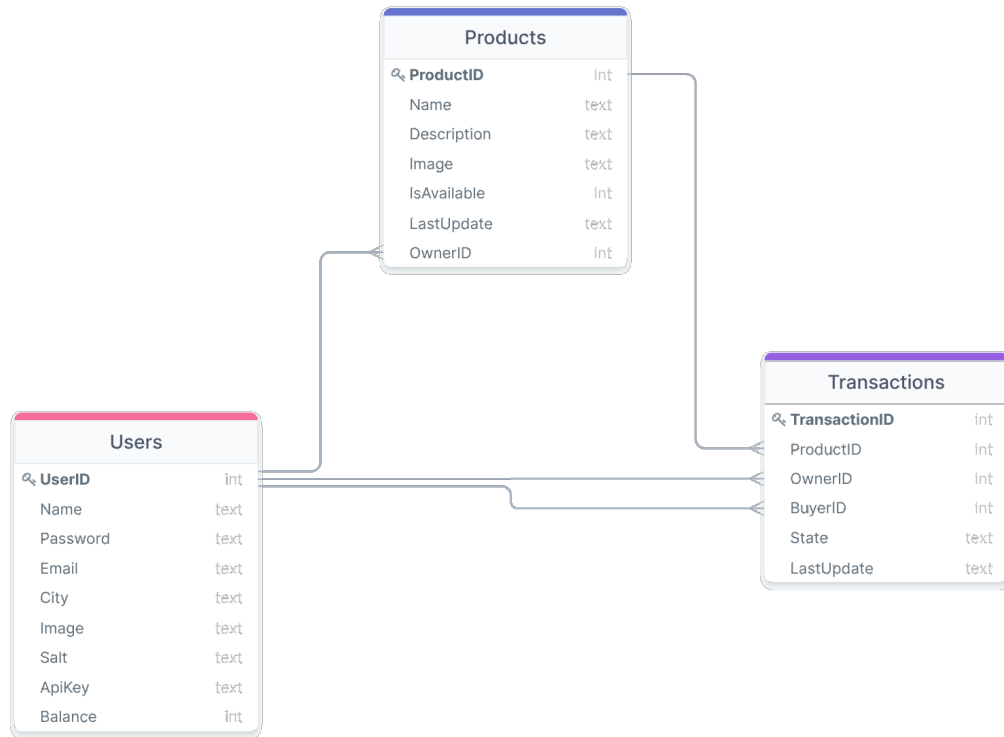 Products
ProductID int
Name text
Description text
Image text
IsAvailable int
LastUpdate text
OwnerID int
Transactions
TransactionID int
ProductID int
OwnerID int
BuyerID int
State text
LastUpdate text
Users
UserID int
Name text
Password text
Email text
City text
Image text
Salt text
ApiKey text
Balance int